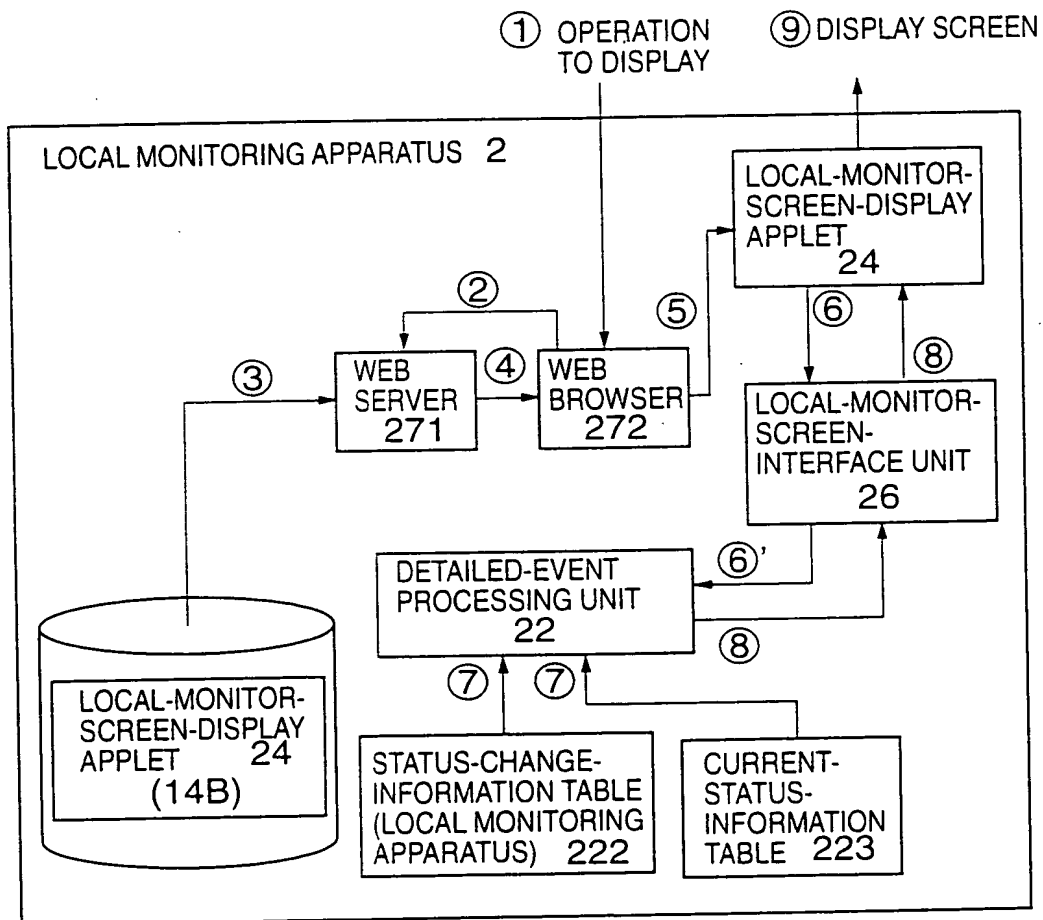 ① OPERATION
TO DISPLAY
⑨ DISPLAY SCREEN
LOCAL MONITORING APPARATUS 2
LOCAL-MONITOR-
SCREEN-DISPLAY
APPLET
24
②
⑤
⑥
③
④
⑧
WEB
SERVER
271
WEB
BROWSER
272
LOCAL-MONITOR-
SCREEN-
INTERFACE UNIT
26
⑥'
DETAILED-EVENT
PROCESSING UNIT
22
⑧
⑦
⑦
LOCAL-MONITOR-
SCREEN-DISPLAY
APPLET 24
(14B)
STATUS-CHANGE-
INFORMATION TABLE
(LOCAL MONITORING
APPARATUS) 222
CURRENT-
STATUS-
INFORMATION
TABLE 223